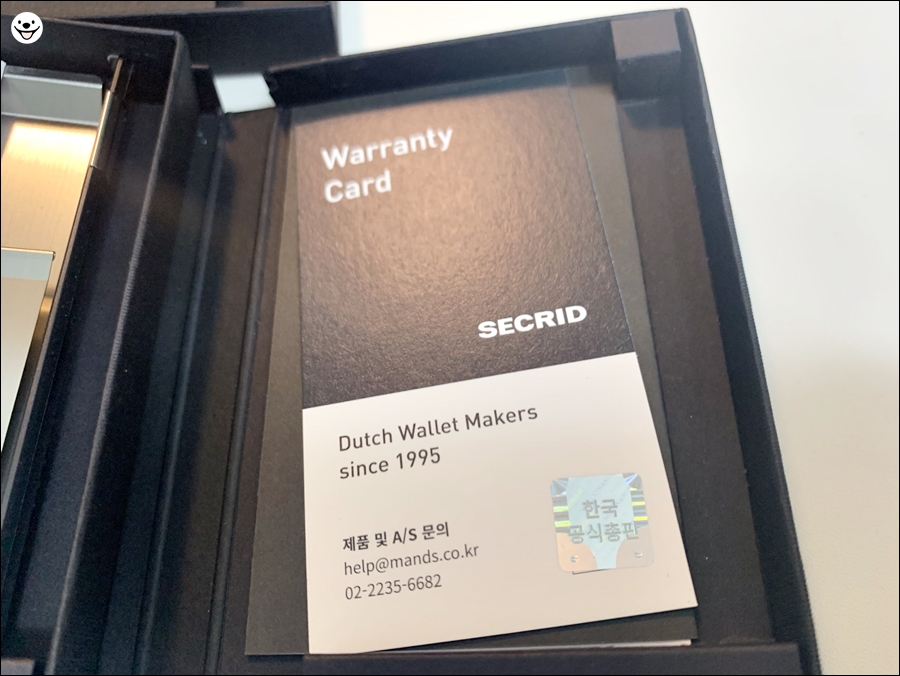 Warranty
Card
SECRID
Dutch Wallet Makers
since 1995
제품 및 A/S 문의
help@mands.co.kr
02-2235-6682
한국
공식총판